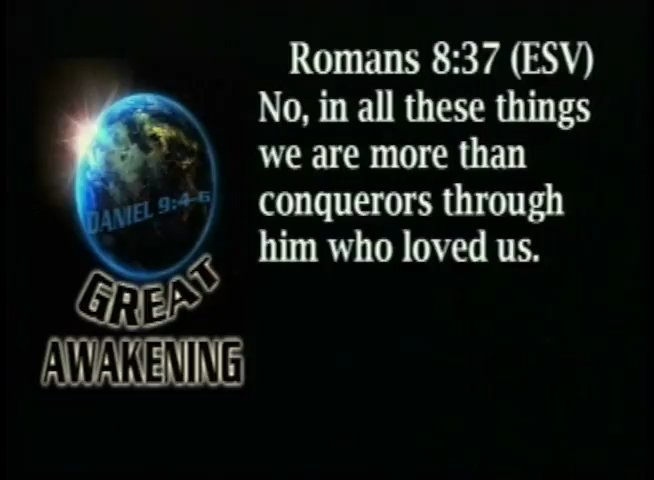 Romans 8:37 (ESV)
No, in all these things
we are more than
conquerors through
him who loved us.
DANIEL 9:4-6
GREAT
AWAKENING